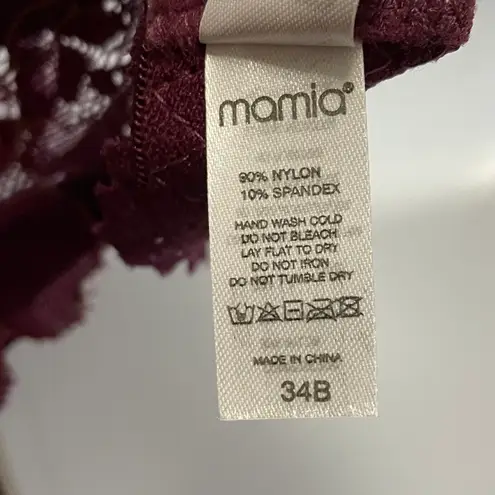 mamia
90% NYLON
10% SPANDEX
HAND WASH COLD
DO NOT BLEACH
LAY FLAT TO DRY
DO NOT IRON
DO NOT TUMBLE DRY
MADE IN CHINA
34B